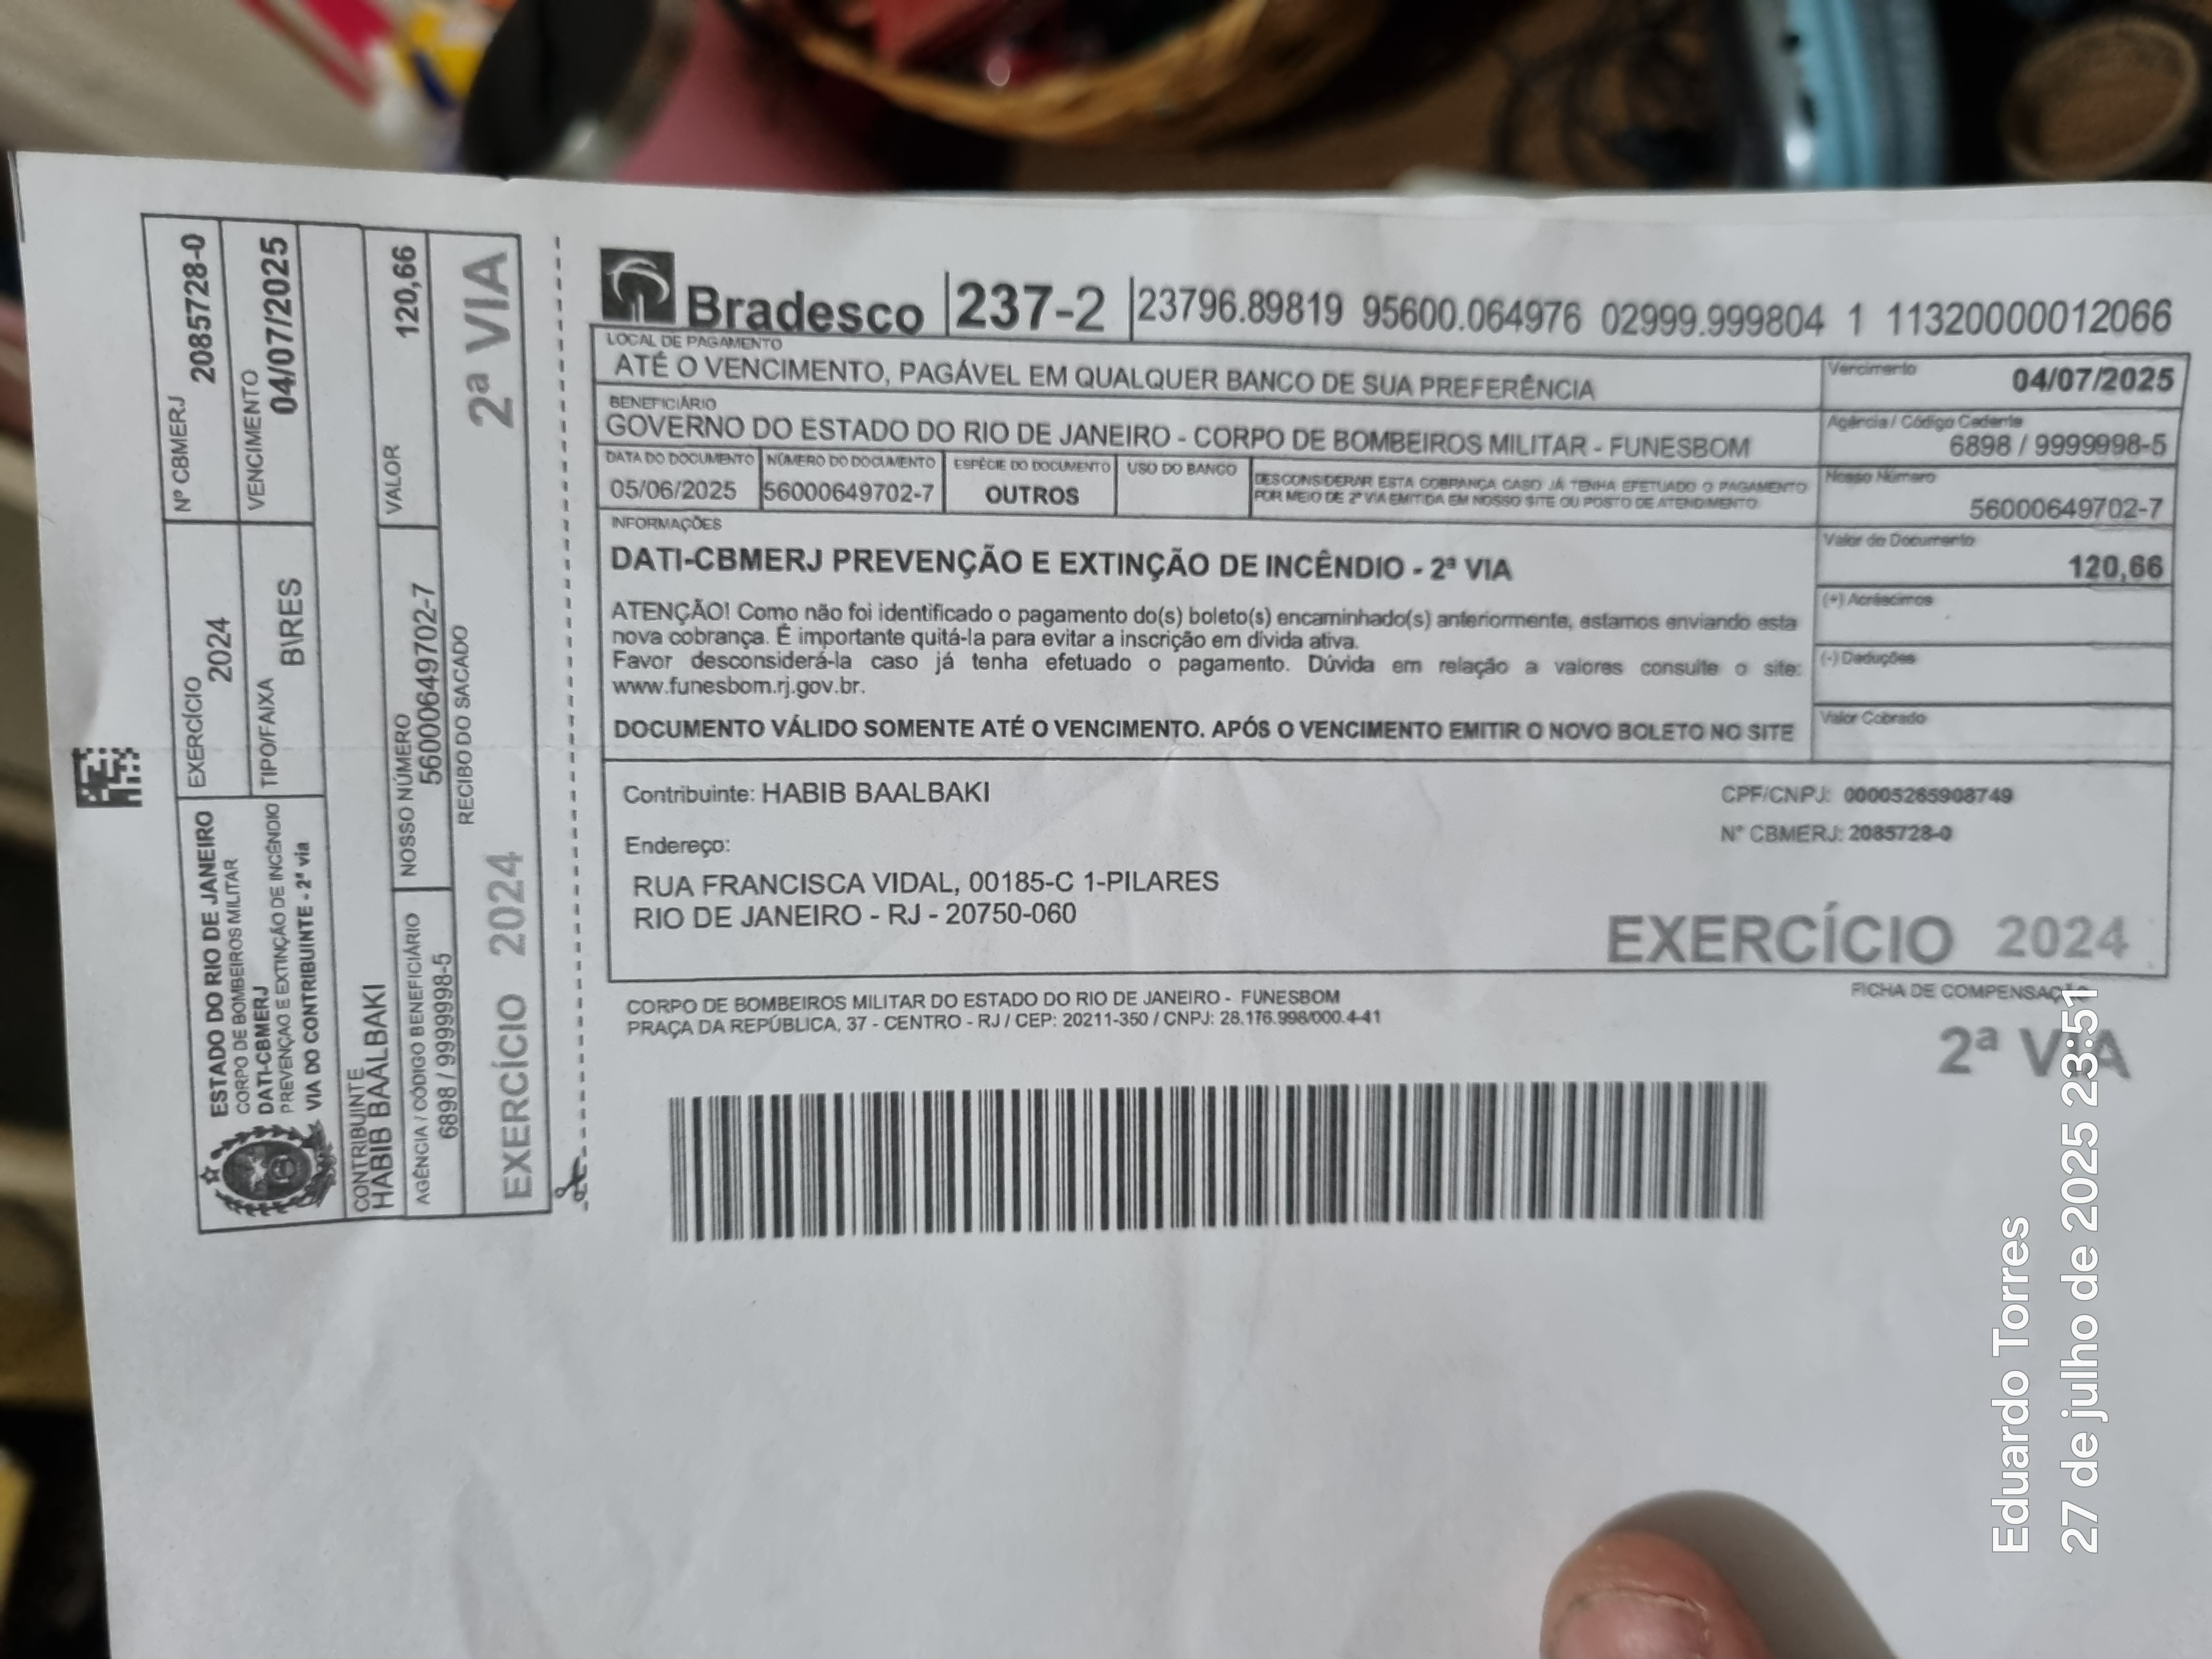 ESTADO DO RIO DE JANEIRO
CORPO DE BOMBEIROS MILITAR
DATI-CBMERJ
PREVENÇÃO E EXTINÇÃO DE INCÊNDIO
VIA DO CONTRIBUINTE - 2ª via
EXERCÍCIO
2024
Nº CBMERJ
2085728-0
TIPO/FAIXA
B\RES
VENCIMENTO
04/07/2025
CONTRIBUINTE
HABIB BAALBAKI
AGÊNCIA / CÓDIGO BENEFICIÁRIO
6898 / 9999998-5
NOSSO NÚMERO
56000649702-7
VALOR
120,66
RECIBO DO SACADO
EXERCÍCIO 2024
2ª VIA
Bradesco 237-2 23796.89819 95600.064976 02999.999804 1 11320000012066
LOCAL DE PAGAMENTO
ATÉ O VENCIMENTO, PAGÁVEL EM QUALQUER BANCO DE SUA PREFERÊNCIA
Vencimento
04/07/2025
BENEFICIÁRIO
GOVERNO DO ESTADO DO RIO DE JANEIRO - CORPO DE BOMBEIROS MILITAR - FUNESBOM
Agência / Código Cedente
6898 / 9999998-5
DATA DO DOCUMENTO
05/06/2025
NÚMERO DO DOCUMENTO
56000649702-7
ESPÉCIE DO DOCUMENTO
OUTROS
USO DO BANCO
DESCONSIDERAR ESTA COBRANÇA CASO JÁ TENHA EFETUADO O PAGAMENTO
POR MEIO DE 2ª VIA EMITIDA EM NOSSO SITE OU POSTO DE ATENDIMENTO.
Nosso Número
56000649702-7
INFORMAÇÕES
DATI-CBMERJ PREVENÇÃO E EXTINÇÃO DE INCÊNDIO - 2ª VIA
Valor do Documento
120,66
ATENÇÃO! Como não foi identificado o pagamento do(s) boleto(s) encaminhado(s) anteriormente, estamos enviando esta
nova cobrança. É importante quitá-la para evitar a inscrição em dívida ativa.
Favor desconsiderá-la caso já tenha efetuado o pagamento. Dúvida em relação a valores consulte o site:
www.funesbom.rj.gov.br.
(+) Acréscimos
(-) Deduções
DOCUMENTO VÁLIDO SOMENTE ATÉ O VENCIMENTO. APÓS O VENCIMENTO EMITIR O NOVO BOLETO NO SITE
Valor Cobrado
Contribuinte: HABIB BAALBAKI
CPF/CNPJ: 00005265908749
Endereço:
N° CBMERJ: 2085728-0
RUA FRANCISCA VIDAL, 00185-C 1-PILARES
RIO DE JANEIRO - RJ - 20750-060
EXERCÍCIO 2024
CORPO DE BOMBEIROS MILITAR DO ESTADO DO RIO DE JANEIRO - FUNESBOM
PRAÇA DA REPÚBLICA, 37 - CENTRO - RJ / CEP: 20211-350 / CNPJ: 28.176.998/000.4-41
FICHA DE COMPENSAÇÃO
2ª VIA
Eduardo Torres
27 de julho de 2025 23:51